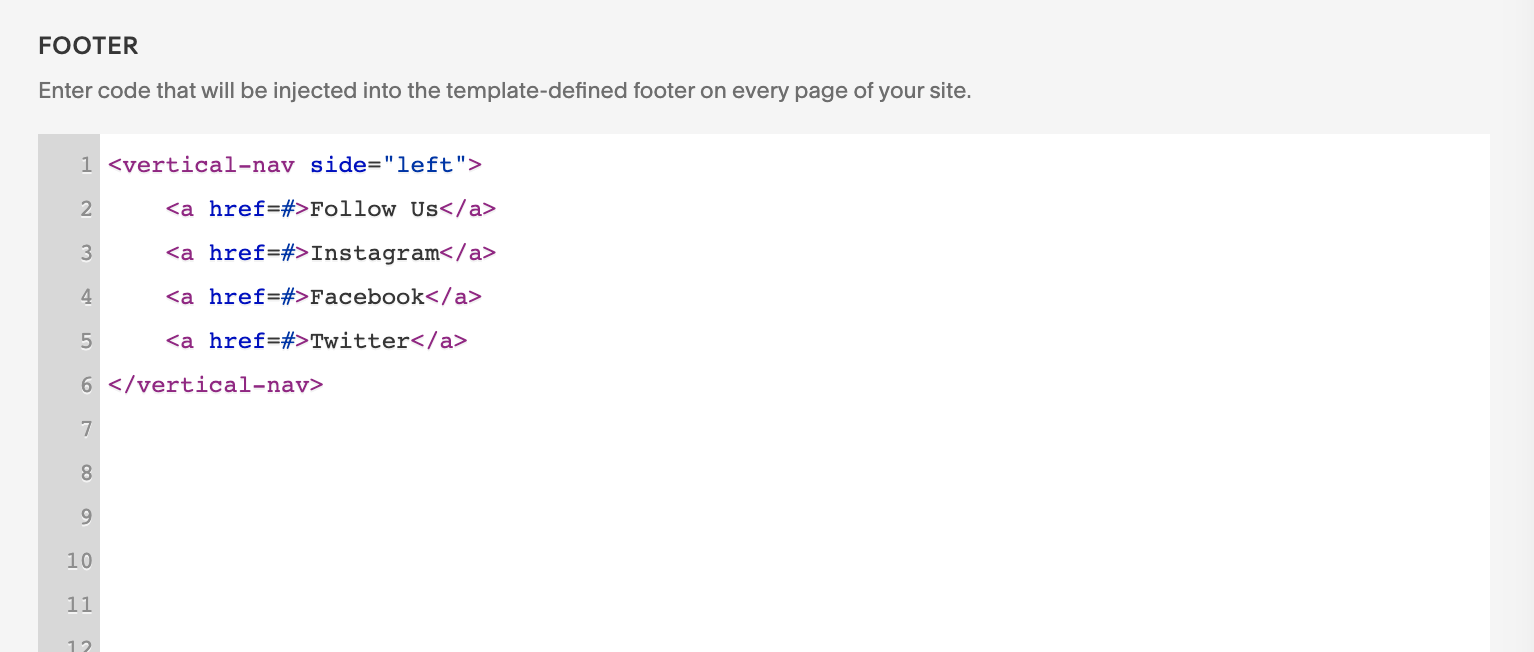 FOOTER
Enter code that will be injected into the template-defined footer on every page of your site.
1 <vertical-nav side="left">
2     <a href=#>Follow Us</a>
3     <a href=#>Instagram</a>
4     <a href=#>Facebook</a>
5     <a href=#>Twitter</a>
6 </vertical-nav>
7
8
9
10
11
12